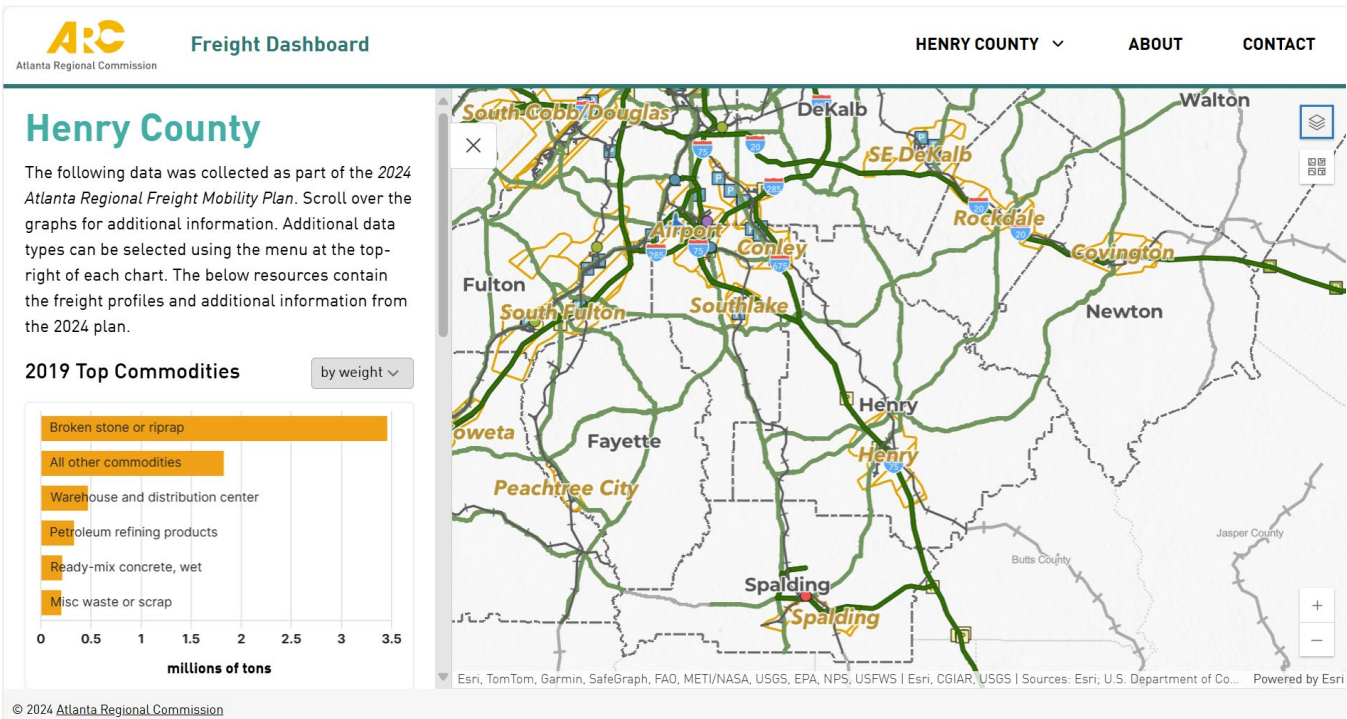 ARC
Atlanta Regional Commission
Freight Dashboard
HENRY COUNTY
ABOUT
CONTACT
Henry County
The following data was collected as part of the 2024
Atlanta Regional Freight Mobility Plan. Scroll over the
graphs for additional information. Additional data
types can be selected using the menu at the top-
right of each chart. The below resources contain
the freight profiles and additional information from
the 2024 plan.
2019 Top Commodities
by weight
Broken stone or riprap
All other commodities
Warehouse and distribution center
Petroleum refining products
Ready-mix concrete, wet
Misc waste or scrap
0 0.5 1 1.5 2 2.5 3 3.5
millions of tons
South Cobb/Douglas
DeKalb
Walton
75
20
SE DeKalb
P
285
20
Rockdale
20
Airport
285
75
Conley
675
Covington
Fulton
South Fulton
Southlake
Newton
Henry
oweta
Fayette
Henry
75
Peachtree City
Jasper County
Butts County
Spalding
Spalding
+
−
Esri, TomTom, Garmin, SafeGraph, FAO, METI/NASA, USGS, EPA, NPS, USFWS | Esri, CGIAR, USGS | Sources: Esri; U.S. Department of Co... Powered by Esri
© 2024 Atlanta Regional Commission